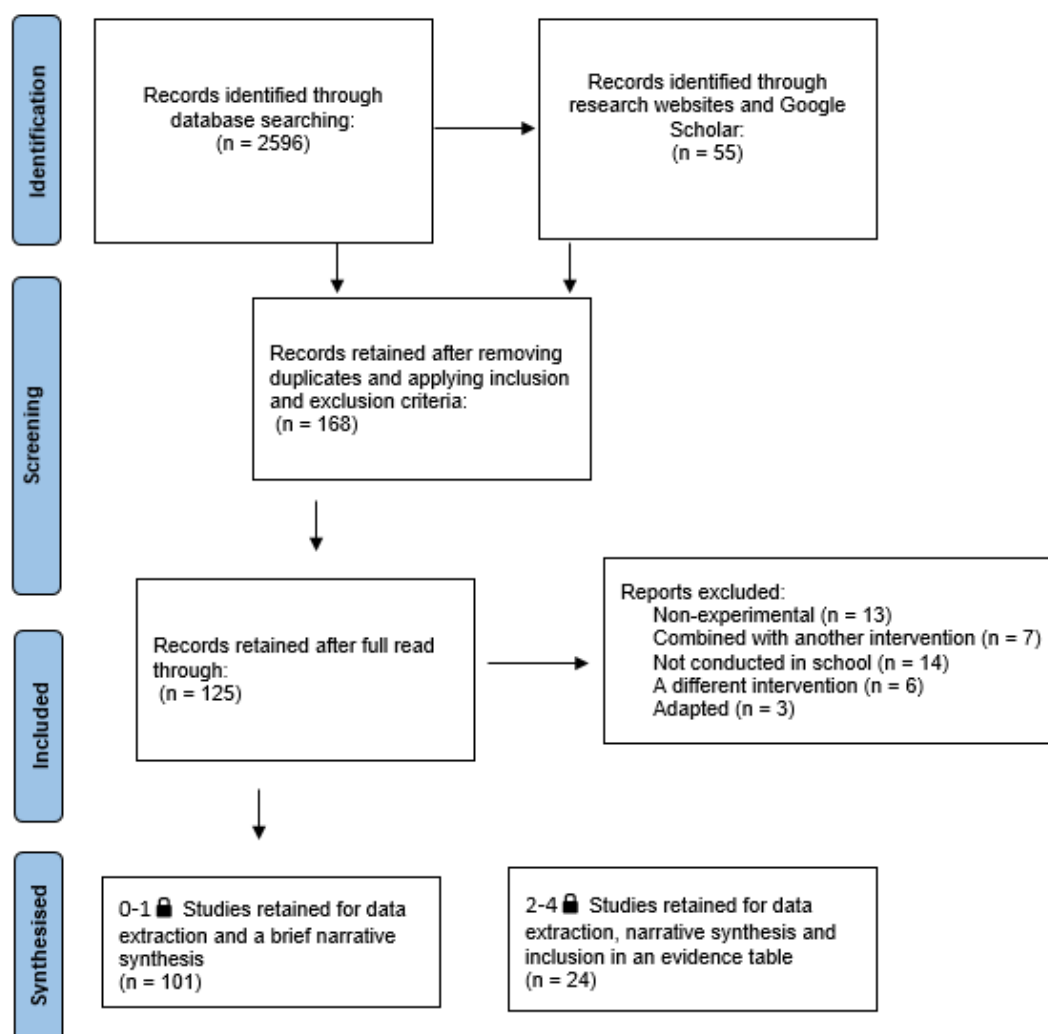 Identification
Records identified through
database searching:
(n = 2596)
Records identified through
research websites and Google
Scholar:
(n = 55)
Screening
Records retained after removing
duplicates and applying inclusion
and exclusion criteria:
(n = 168)
Records retained after full read
through:
(n = 125)
Reports excluded:
Non-experimental (n = 13)
Combined with another intervention (n = 7)
Not conducted in school (n = 14)
A different intervention (n = 6)
Adapted (n = 3)
Included
Synthesised
0-1🔒 Studies retained for data
extraction and a brief narrative
synthesis
(n = 101)
2-4🔒 Studies retained for data
extraction, narrative synthesis and
inclusion in an evidence table
(n = 24)